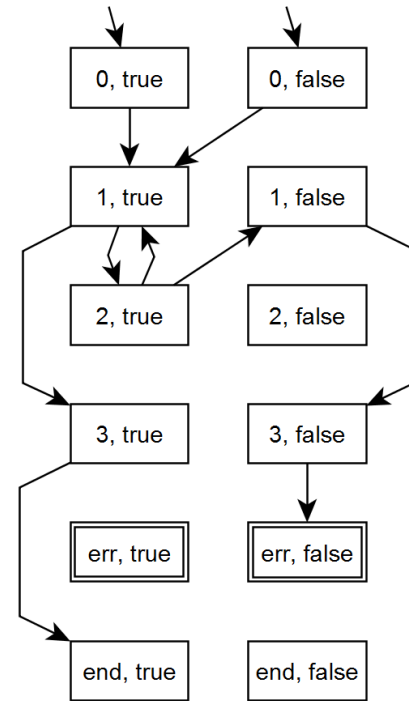 0, true
0, false
1, true
1, false
2, true
2, false
3, true
3, false
err, true
err, false
end, true
end, false